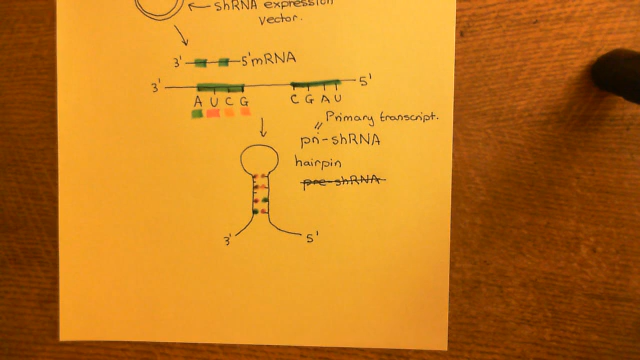 shRNA expression
vector.
3' 5' mRNA
3' 5'
A U C G C G A U
Primary transcript.
pri-shRNA
hairpin
pre-shRNA
3' 5'